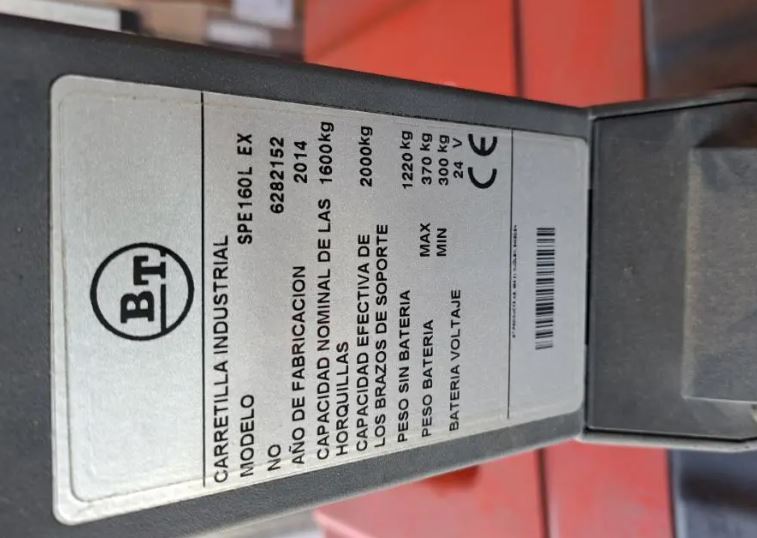 BT
CARRETILLA INDUSTRIAL
MODELO SPE160L EX
NO 6282152
AÑO DE FABRICACION 2014
CAPACIDAD NOMINAL DE LAS 1600kg
HORQUILLAS
CAPACIDAD EFECTIVA DE 2000kg
LOS BRAZOS DE SOPORTE
PESO SIN BATERIA 1220 kg
PESO BATERIA MAX 370 kg
MIN 300 kg
BATERIA VOLTAJE 24 V
CE